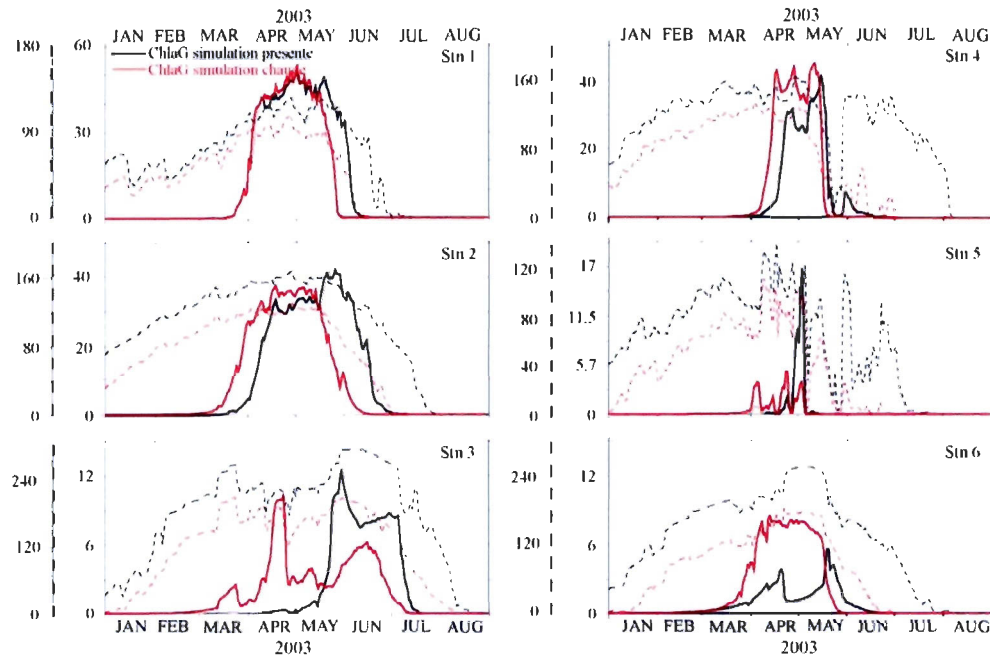 2003
2003
JAN FEB MAR APR MAY JUN JUL AUG
JAN FEB MAR APR MAY JUN JUL AUG
180 60 Stn 1
ChlaG simulation présente
ChlaG simulation chaude
90 30
0 0
Stn 4
160 40
80 20
0 0
Stn 2
160 40
80 20
0 0
Stn 5
120 17
80 11.5
40 5.7
0 0
Stn 3
240 12
120 6
0 0
Stn 6
240 12
120 6
0 0
JAN FEB MAR APR MAY JUN JUL AUG
JAN FEB MAR APR MAY JUN JUL AUG
2003
2003